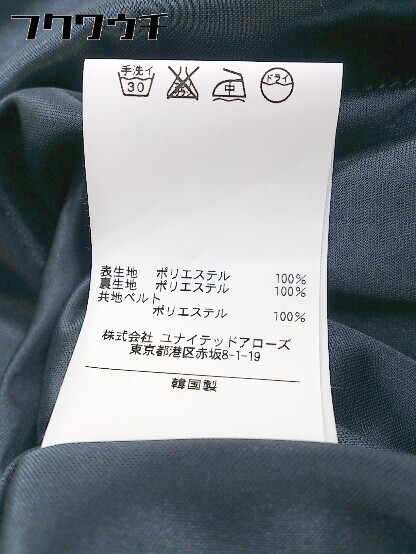 フクワウチ
手洗イ
30
中
ドライ
表生地 ポリエステル 100%
裏生地 ポリエステル 100%
共地ベルト
ポリエステル 100%
株式会社 ユナイテッドアローズ
東京都港区赤坂8-1-19
韓国製